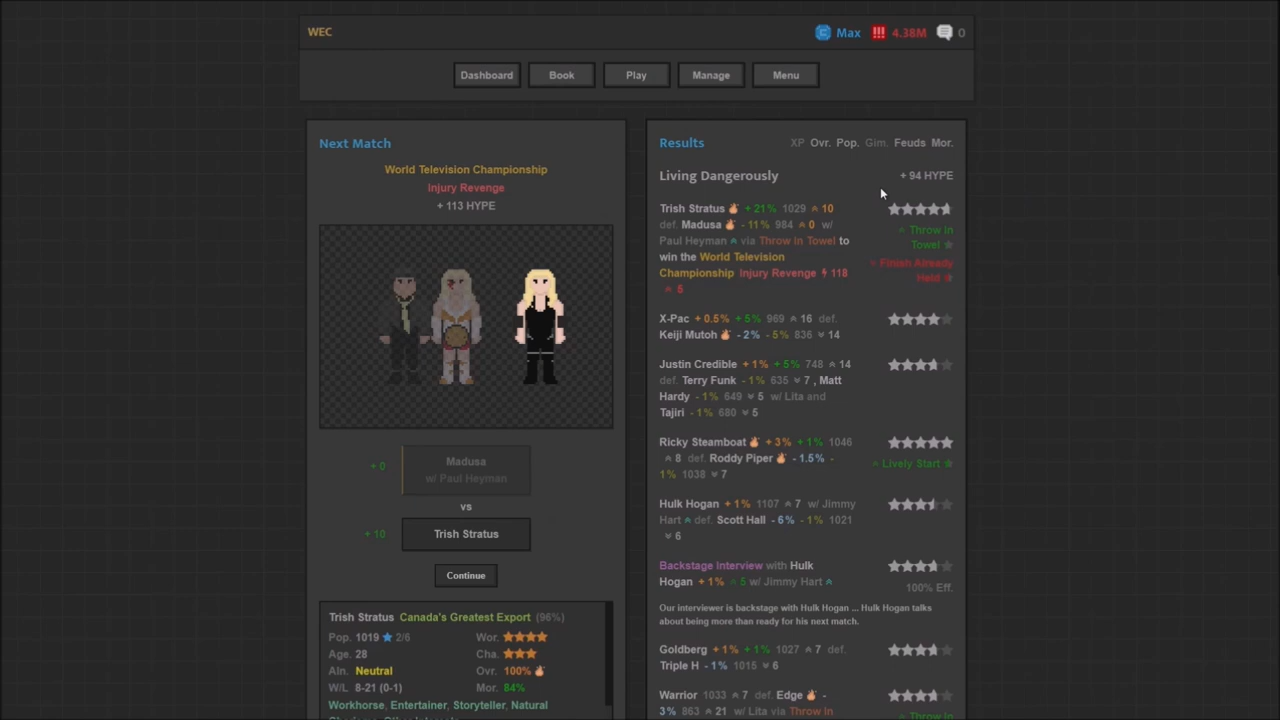 WEC
Max
4.38M
0
Dashboard
Book
Play
Manage
Menu
Next Match
World Television Championship
Injury Revenge
+ 113 HYPE
+ 0
Madusa
w/ Paul Heyman
vs
+ 10
Trish Stratus
Continue
Trish Stratus Canada's Greatest Export (96%)
Pop. 1019 2/6
Wor.
Age. 28
Cha.
Aln. Neutral
Ovr. 100%
W/L 8-21 (0-1)
Mor. 84%
Workhorse, Entertainer, Storyteller, Natural
Results
XP Ovr. Pop. Gim. Feuds Mor.
Living Dangerously
+ 94 HYPE
Trish Stratus + 21% 1029 10
def. Madusa - 11% 984 0 w/
Paul Heyman via Throw In Towel to
win the World Television
Championship Injury Revenge 118
5
Throw In
Towel
Finish Already
Held
X-Pac + 0.5% + 5% 969 16 def.
Keiji Mutoh - 2% - 5% 836 14
Justin Credible + 1% + 5% 748 14
def. Terry Funk - 1% 635 7 , Matt
Hardy - 1% 649 5 w/ Lita and
Tajiri - 1% 680 5
Ricky Steamboat + 3% + 1% 1046
8 def. Roddy Piper - 1.5% -
1% 1038 7
Lively Start
Hulk Hogan + 1% 1107 7 w/ Jimmy
Hart def. Scott Hall - 6% - 1% 1021
6
Backstage Interview with Hulk
Hogan + 1% 5 w/ Jimmy Hart
100% Eff.
Our interviewer is backstage with Hulk Hogan ... Hulk Hogan talks
about being more than ready for his next match.
Goldberg + 1% + 1% 1027 7 def.
Triple H - 1% 1015 6
Warrior 1033 7 def. Edge -
3% 863 21 w/ Lita via Throw In
Throw In